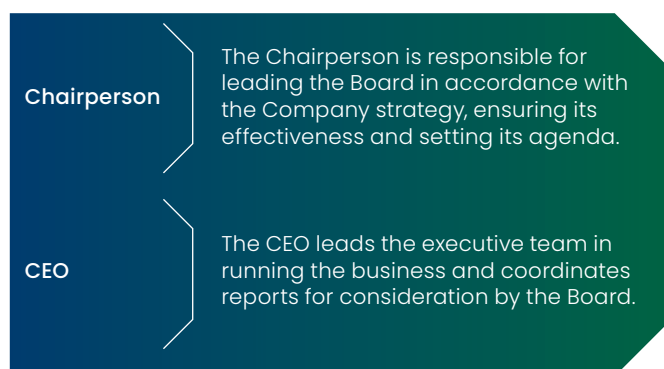 Chairperson
The Chairperson is responsible for
leading the Board in accordance with
the Company strategy, ensuring its
effectiveness and setting its agenda.
CEO
The CEO leads the executive team in
running the business and coordinates
reports for consideration by the Board.